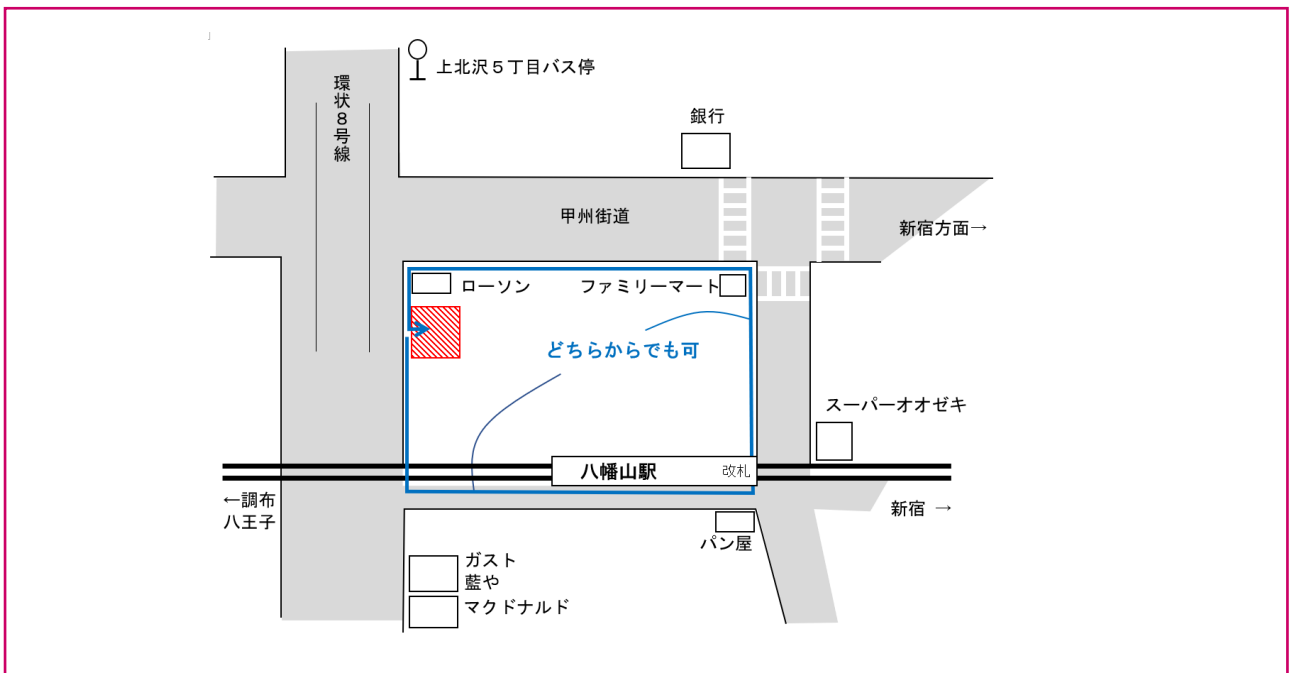 上北沢５丁目バス停
環状８号線
銀行
甲州街道
新宿方面→
ローソン
ファミリーマート
どちらからでも可
スーパーオオゼキ
八幡山駅
改札
←調布
八王子
新宿 →
パン屋
ガスト
藍や
マクドナルド